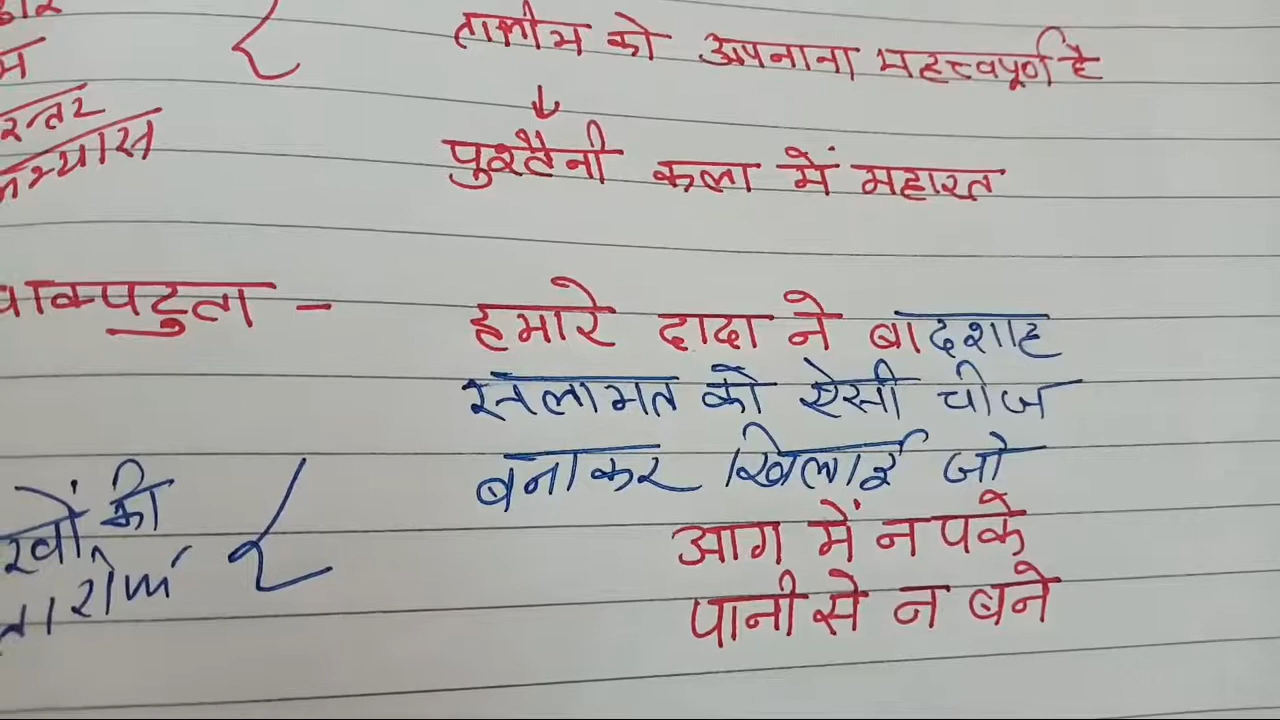 तालीम को अपनाना महत्त्वपूर्ण है
↓
पुश्तैनी कला में महारत
वाक्पटुता – हमारे दादा ने बादशाह
सलामत को ऐसी चीज
बनाकर खिलाई जो
आग में न पके
पानी से न बने
की